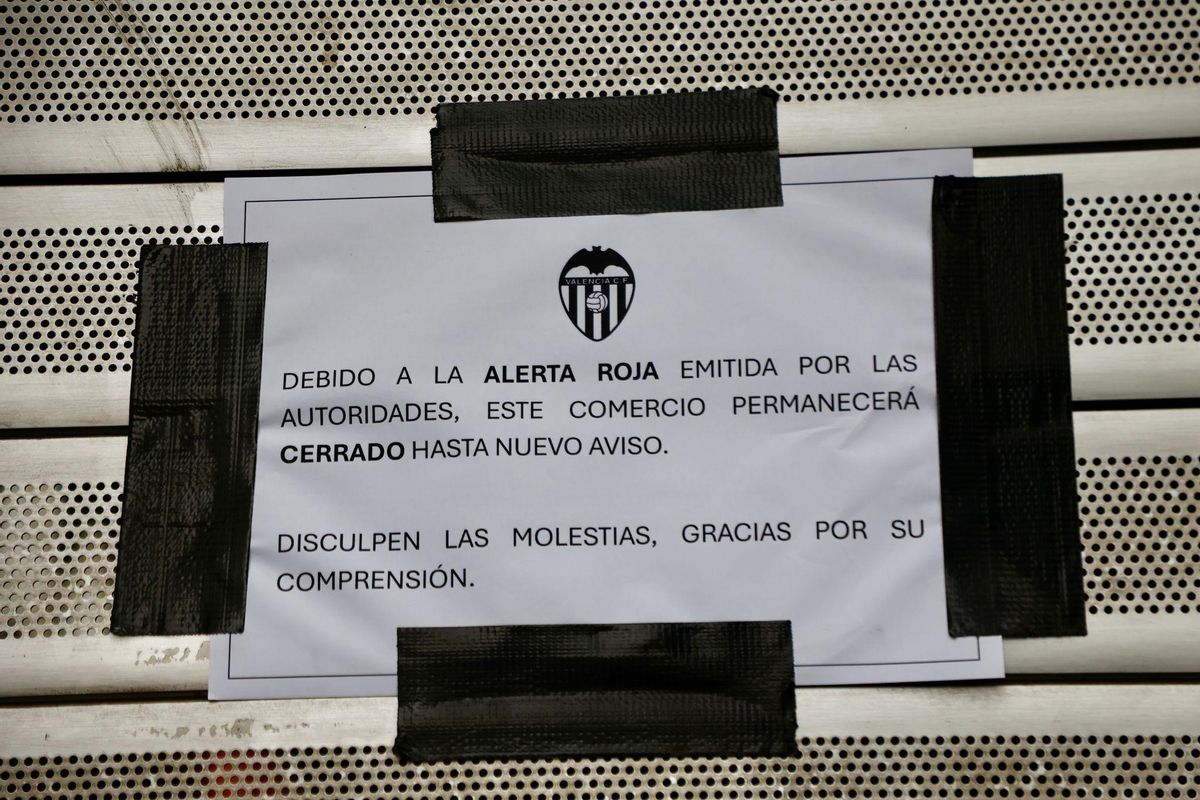 VALENCIA C.F
DEBIDO A LA ALERTA ROJA EMITIDA POR LAS
AUTORIDADES, ESTE COMERCIO PERMANECERÁ
CERRADO HASTA NUEVO AVISO.
DISCULPEN LAS MOLESTIAS, GRACIAS POR SU
COMPRENSIÓN.